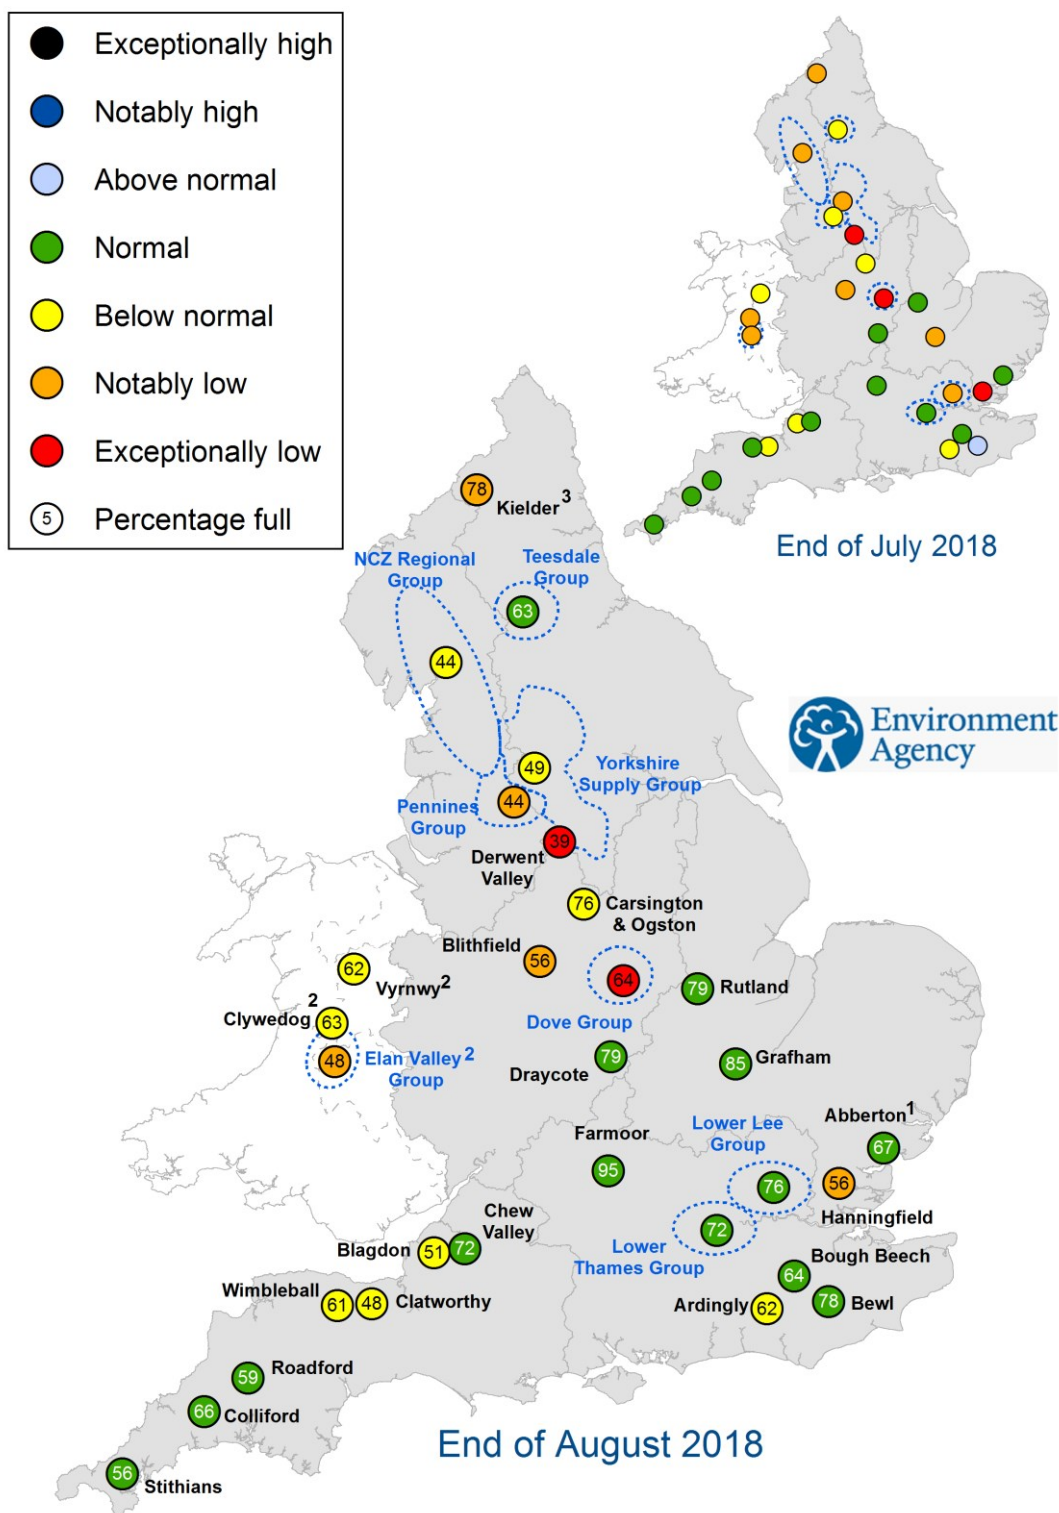 Exceptionally high
Notably high
Above normal
Normal
Below normal
Notably low
Exceptionally low
5 Percentage full
End of July 2018
78
Kielder 3
NCZ Regional
Group
Teesdale
Group
63
44
Environment
Agency
49
Yorkshire
Supply Group
44
Pennines
Group
39
Derwent
Valley
76
Carsington
& Ogston
Blithfield
56
62
Vyrnwy 2
64
Dove Group
79
Rutland
2
Clywedog
63
48
Elan Valley 2
Group
79
Draycote
85
Grafham
Abberton 1
67
Farmoor
95
Lower Lee
Group
76
56
Hanningfield
Chew
Valley
72
Blagdon
51
72
Lower
Thames Group
Bough Beech
64
Wimbleball
61
48
Clatworthy
Ardingly
62
78
Bewl
59
Roadford
66
Colliford
End of August 2018
56
Stithians